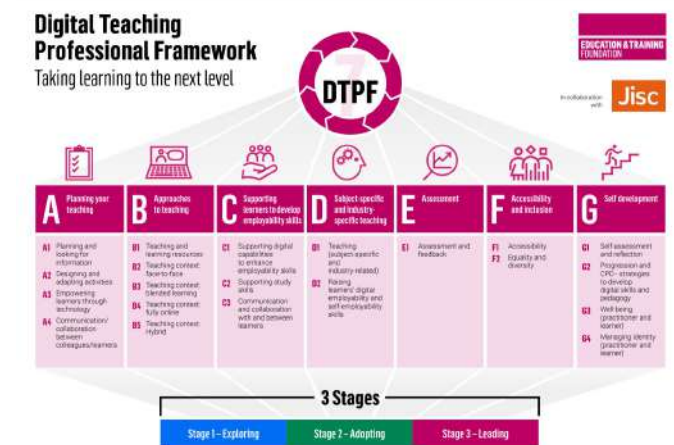 Digital Teaching
Professional Framework
Taking learning to the next level
7
DTPF
EDUCATION & TRAINING
FOUNDATION
In collaboration
with
Jisc
A
Planning your
teaching
A1 Planning and
looking for
information
A2 Designing and
adapting activities
A3 Empowering
learners through
technology
A4 Communication/
collaboration
between
colleagues/learners
B
Approaches
to teaching
B1 Teaching and
learning resources
B2 Teaching context:
face-to-face
B3 Teaching context:
blended learning
B4 Teaching context:
fully online
B5 Teaching context:
Hybrid
C
Supporting
learners to develop
employability skills
C1 Supporting digital
capabilities
to enhance
employability skills
C2 Supporting study
skills
C3 Communication
and collaboration
with and between
learners
D
Subject-specific
and industry-
specific teaching
D1 Teaching
(subject-specific
and
industry-related)
D2 Raising
learners' digital
employability and
self-employability
skills
E
Assessment
E1 Assessment and
feedback
F
Accessibility
and inclusion
F1 Accessibility
F2 Equality and
diversity
G
Self development
G1 Self-assessment
and reflection
G2 Progression and
CPD - strategies
to develop
digital skills and
pedagogy
G3 Well-being
(practitioner and
learner)
G4 Managing identity
(practitioner and
learner)
3 Stages
Stage 1 – Exploring
Stage 2 – Adopting
Stage 3 – Leading